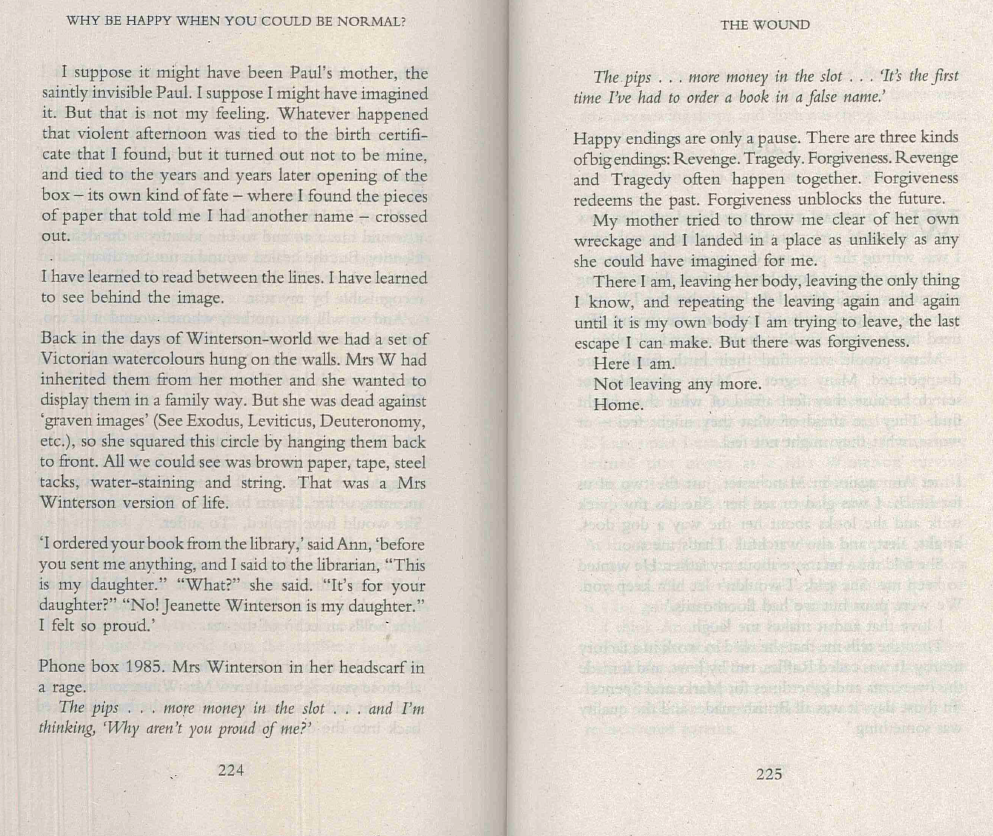 WHY BE HAPPY WHEN YOU COULD BE NORMAL?
I suppose it might have been Paul's mother, the
saintly invisible Paul. I suppose I might have imagined
it. But that is not my feeling. Whatever happened
that violent afternoon was tied to the birth certifi-
cate that I found, but it turned out not to be mine,
and tied to the years and years later opening of the
box – its own kind of fate – where I found the pieces
of paper that told me I had another name – crossed
out.
I have learned to read between the lines. I have learned
to see behind the image.
Back in the days of Winterson-world we had a set of
Victorian watercolours hung on the walls. Mrs W had
inherited them from her mother and she wanted to
display them in a family way. But she was dead against
'graven images' (See Exodus, Leviticus, Deuteronomy,
etc.), so she squared this circle by hanging them back
to front. All we could see was brown paper, tape, steel
tacks, water-staining and string. That was a Mrs
Winterson version of life.
'I ordered your book from the library,' said Ann, 'before
you sent me anything, and I said to the librarian, "This
is my daughter." "What?" she said. "It's for your
daughter?" "No! Jeanette Winterson is my daughter."
I felt so proud.'
Phone box 1985. Mrs Winterson in her headscarf in
a rage.
The pips . . . more money in the slot . . . and I'm
thinking, 'Why aren't you proud of me?'
224
THE WOUND
The pips . . . more money in the slot . . . 'It's the first
time I've had to order a book in a false name.'
Happy endings are only a pause. There are three kinds
of big endings: Revenge. Tragedy. Forgiveness. Revenge
and Tragedy often happen together. Forgiveness
redeems the past. Forgiveness unblocks the future.
My mother tried to throw me clear of her own
wreckage and I landed in a place as unlikely as any
she could have imagined for me.
There I am, leaving her body, leaving the only thing
I know, and repeating the leaving again and again
until it is my own body I am trying to leave, the last
escape I can make. But there was forgiveness.
Here I am.
Not leaving any more.
Home.
225